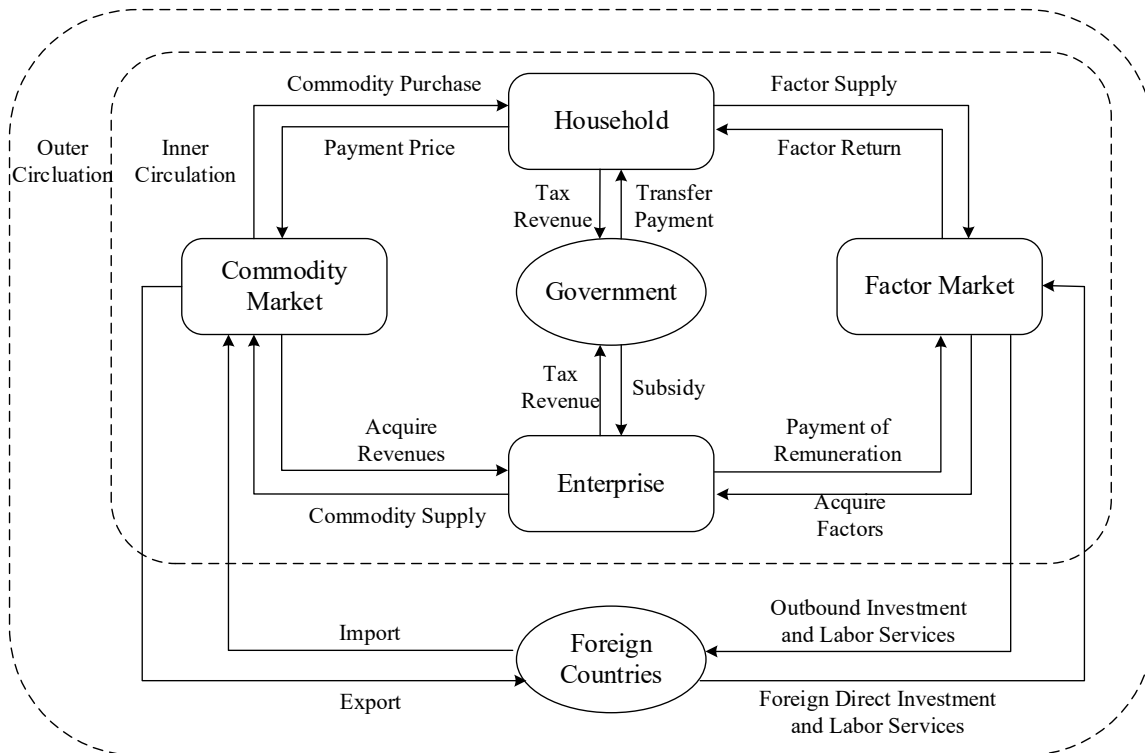 Commodity Purchase
Factor Supply
Household
Outer
Circluation
Inner
Circulation
Payment Price
Factor Return
Tax
Revenue
Transfer
Payment
Commodity
Market
Government
Factor Market
Tax
Revenue
Subsidy
Acquire
Revenues
Payment of
Remuneration
Enterprise
Commodity Supply
Acquire
Factors
Import
Foreign
Countries
Outbound Investment
and Labor Services
Export
Foreign Direct Investment
and Labor Services